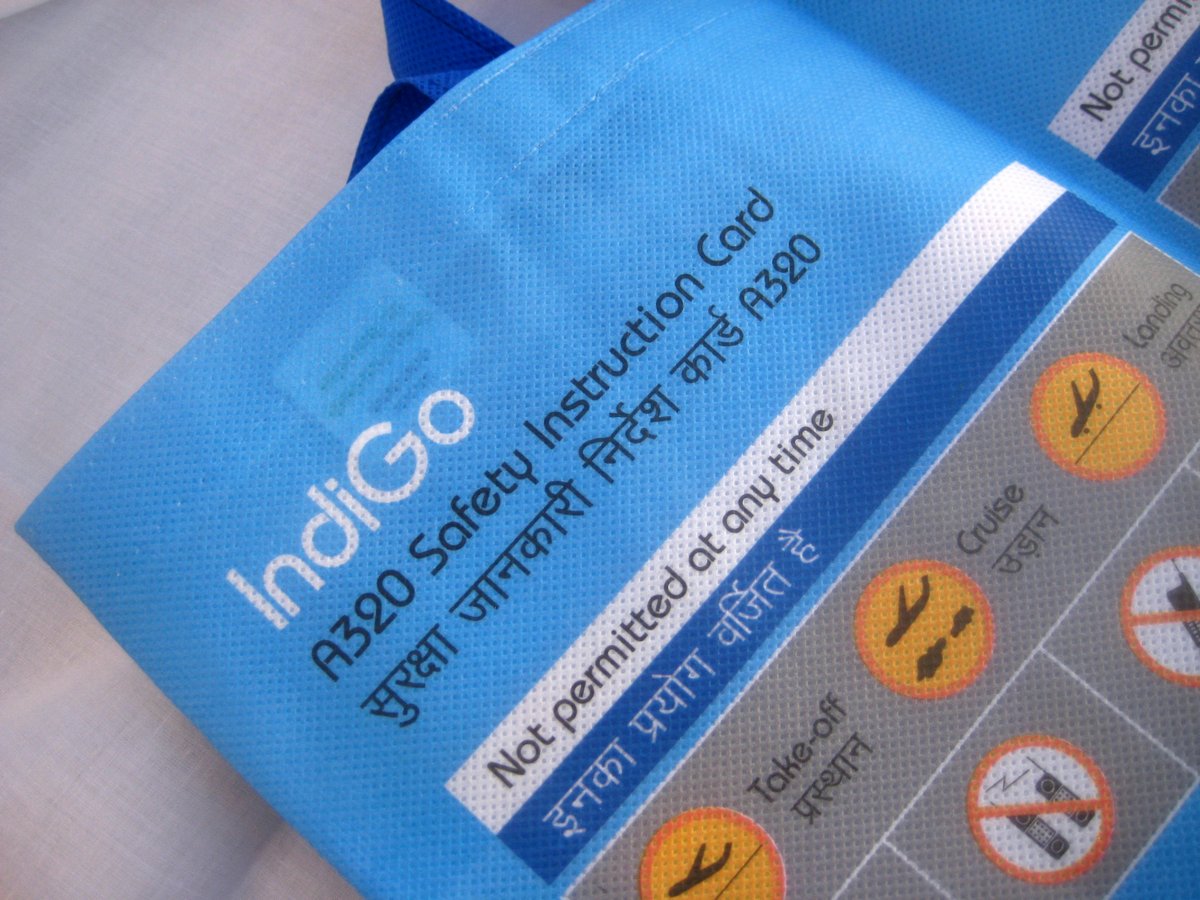 IndiGo
A320 Safety Instruction Card
सुरक्षा जानकारी निर्देश कार्ड A320
Not permitted at any time
इनका प्रयोग वर्जित है
Take-off
प्रस्थान
Cruise
उड़ान
Landing
Not
इनका